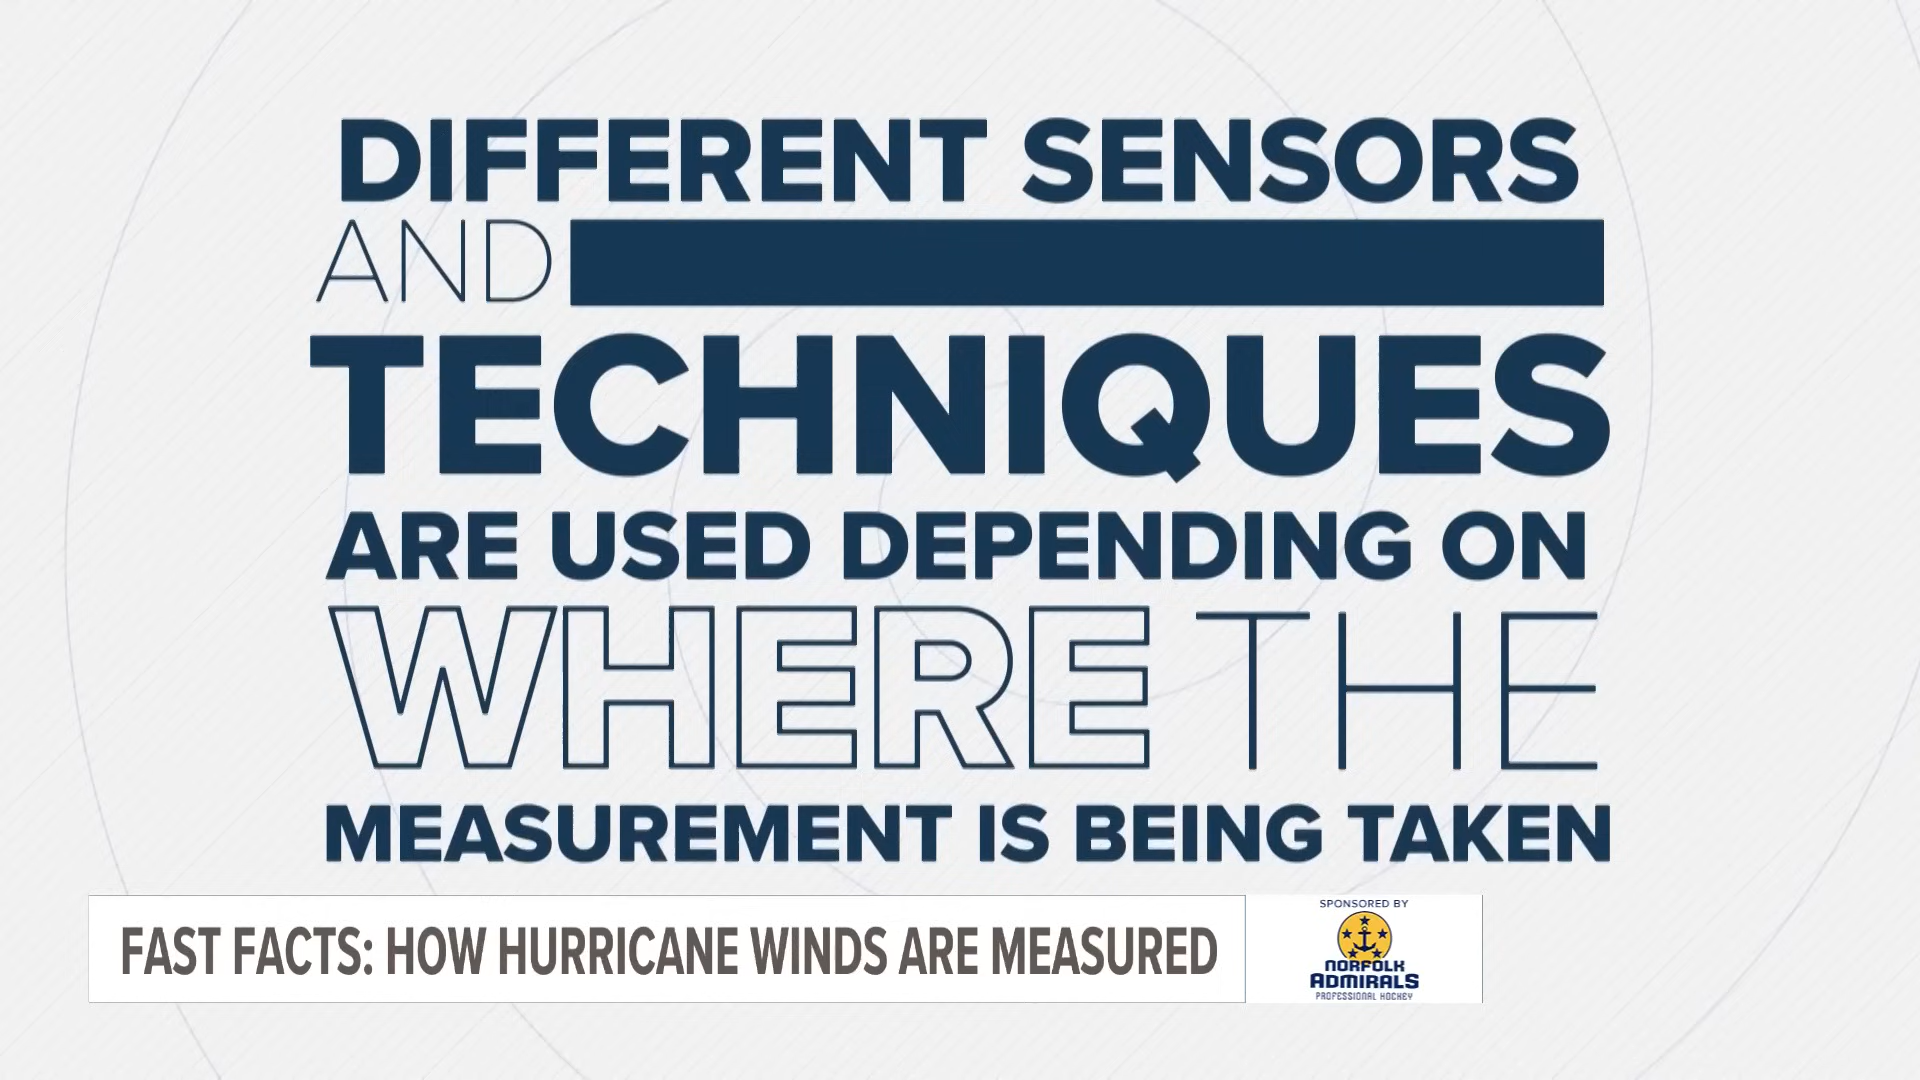 DIFFERENT SENSORS
AND
TECHNIQUES
ARE USED DEPENDING ON
WHERE THE
MEASUREMENT IS BEING TAKEN
FAST FACTS: HOW HURRICANE WINDS ARE MEASURED
SPONSORED BY
NORFOLK
ADMIRALS
PROFESSIONAL HOCKEY